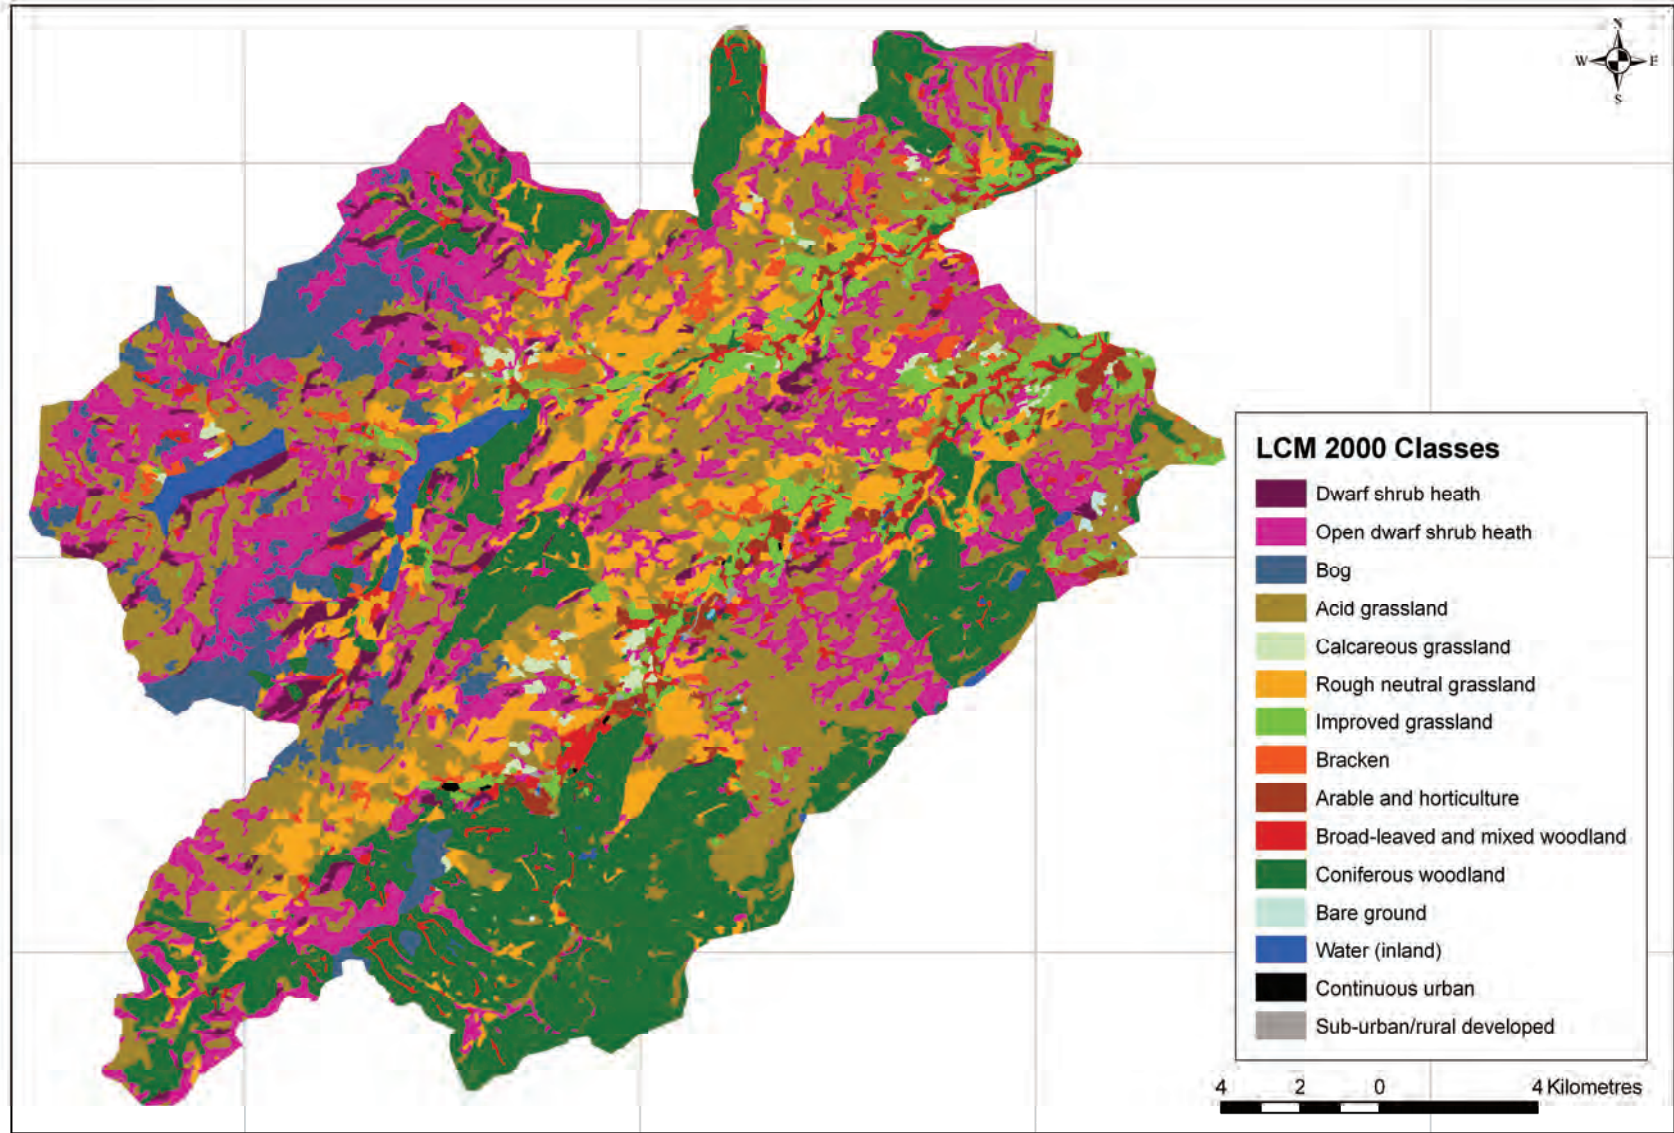 N
W E
S
LCM 2000 Classes
Dwarf shrub heath
Open dwarf shrub heath
Bog
Acid grassland
Calcareous grassland
Rough neutral grassland
Improved grassland
Bracken
Arable and horticulture
Broad-leaved and mixed woodland
Coniferous woodland
Bare ground
Water (inland)
Continuous urban
Sub-urban/rural developed
4 2 0 4 Kilometres